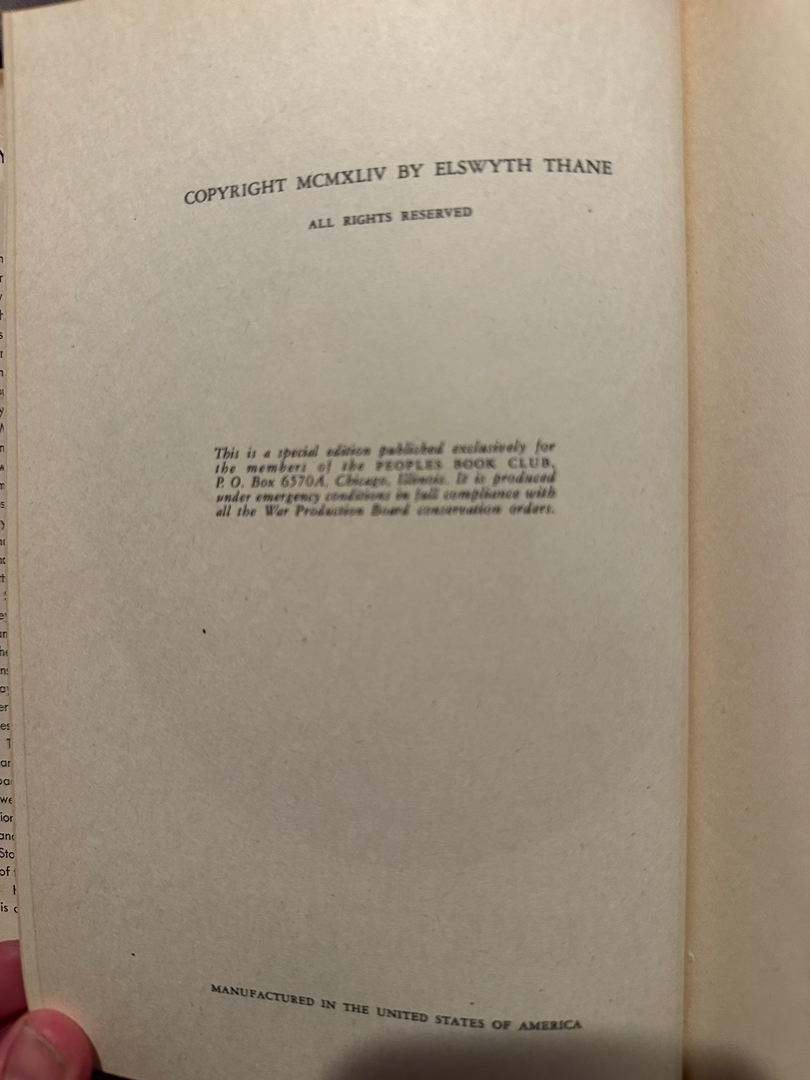 COPYRIGHT MCMXLIV BY ELSWYTH THANE
ALL RIGHTS RESERVED
This is a special edition published exclusively for
the members of the PEOPLES BOOK CLUB,
P. O. Box 6570A, Chicago, Illinois. It is produced
under emergency conditions in full compliance with
all the War Production Board conservation orders.
MANUFACTURED IN THE UNITED STATES OF AMERICA